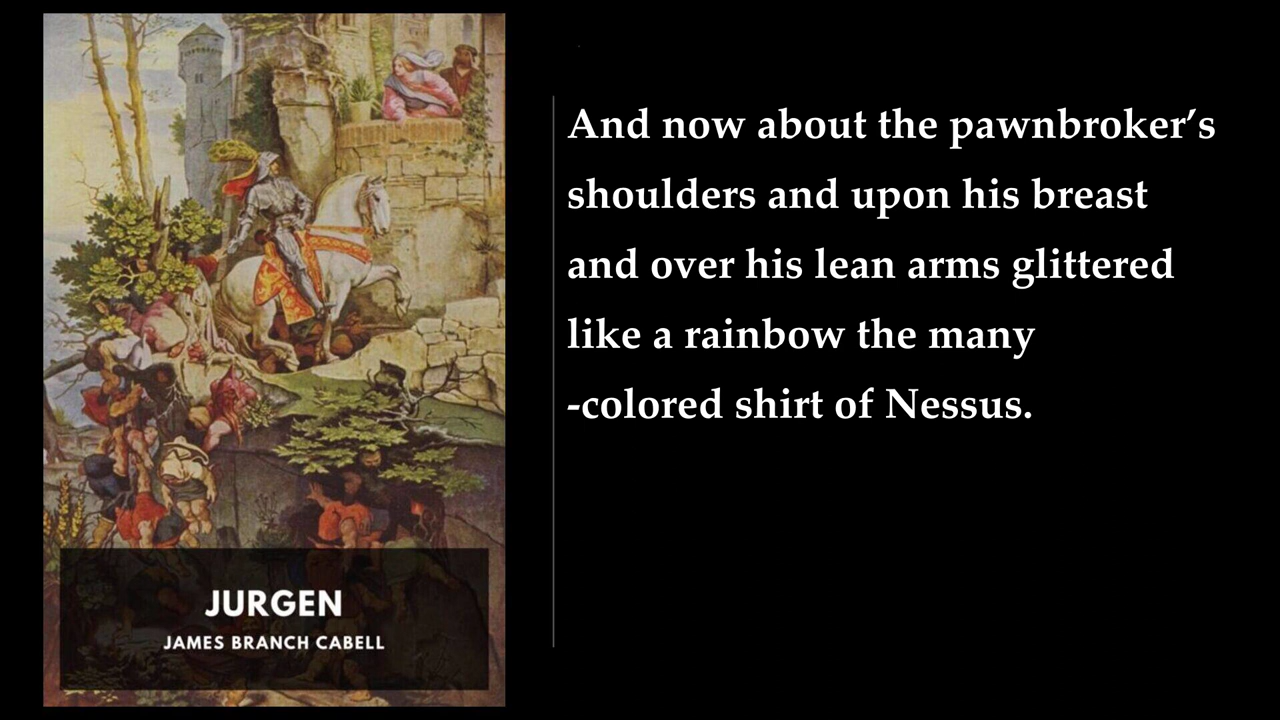 And now about the pawnbroker’s
shoulders and upon his breast
and over his lean arms glittered
like a rainbow the many
-colored shirt of Nessus.
JURGEN
JAMES BRANCH CABELL